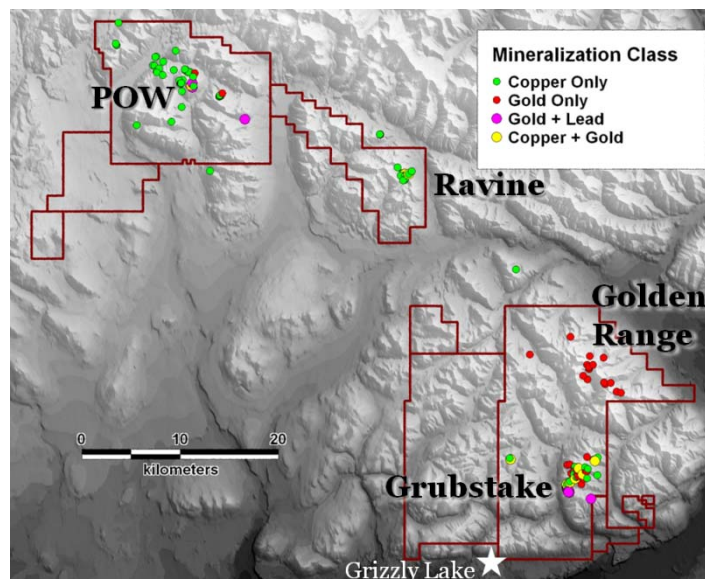 Mineralization Class
Copper Only
Gold Only
Gold + Lead
Copper + Gold
POW
Ravine
Golden
Range
0 10 20
kilometers
Grubstake
Grizzly Lake